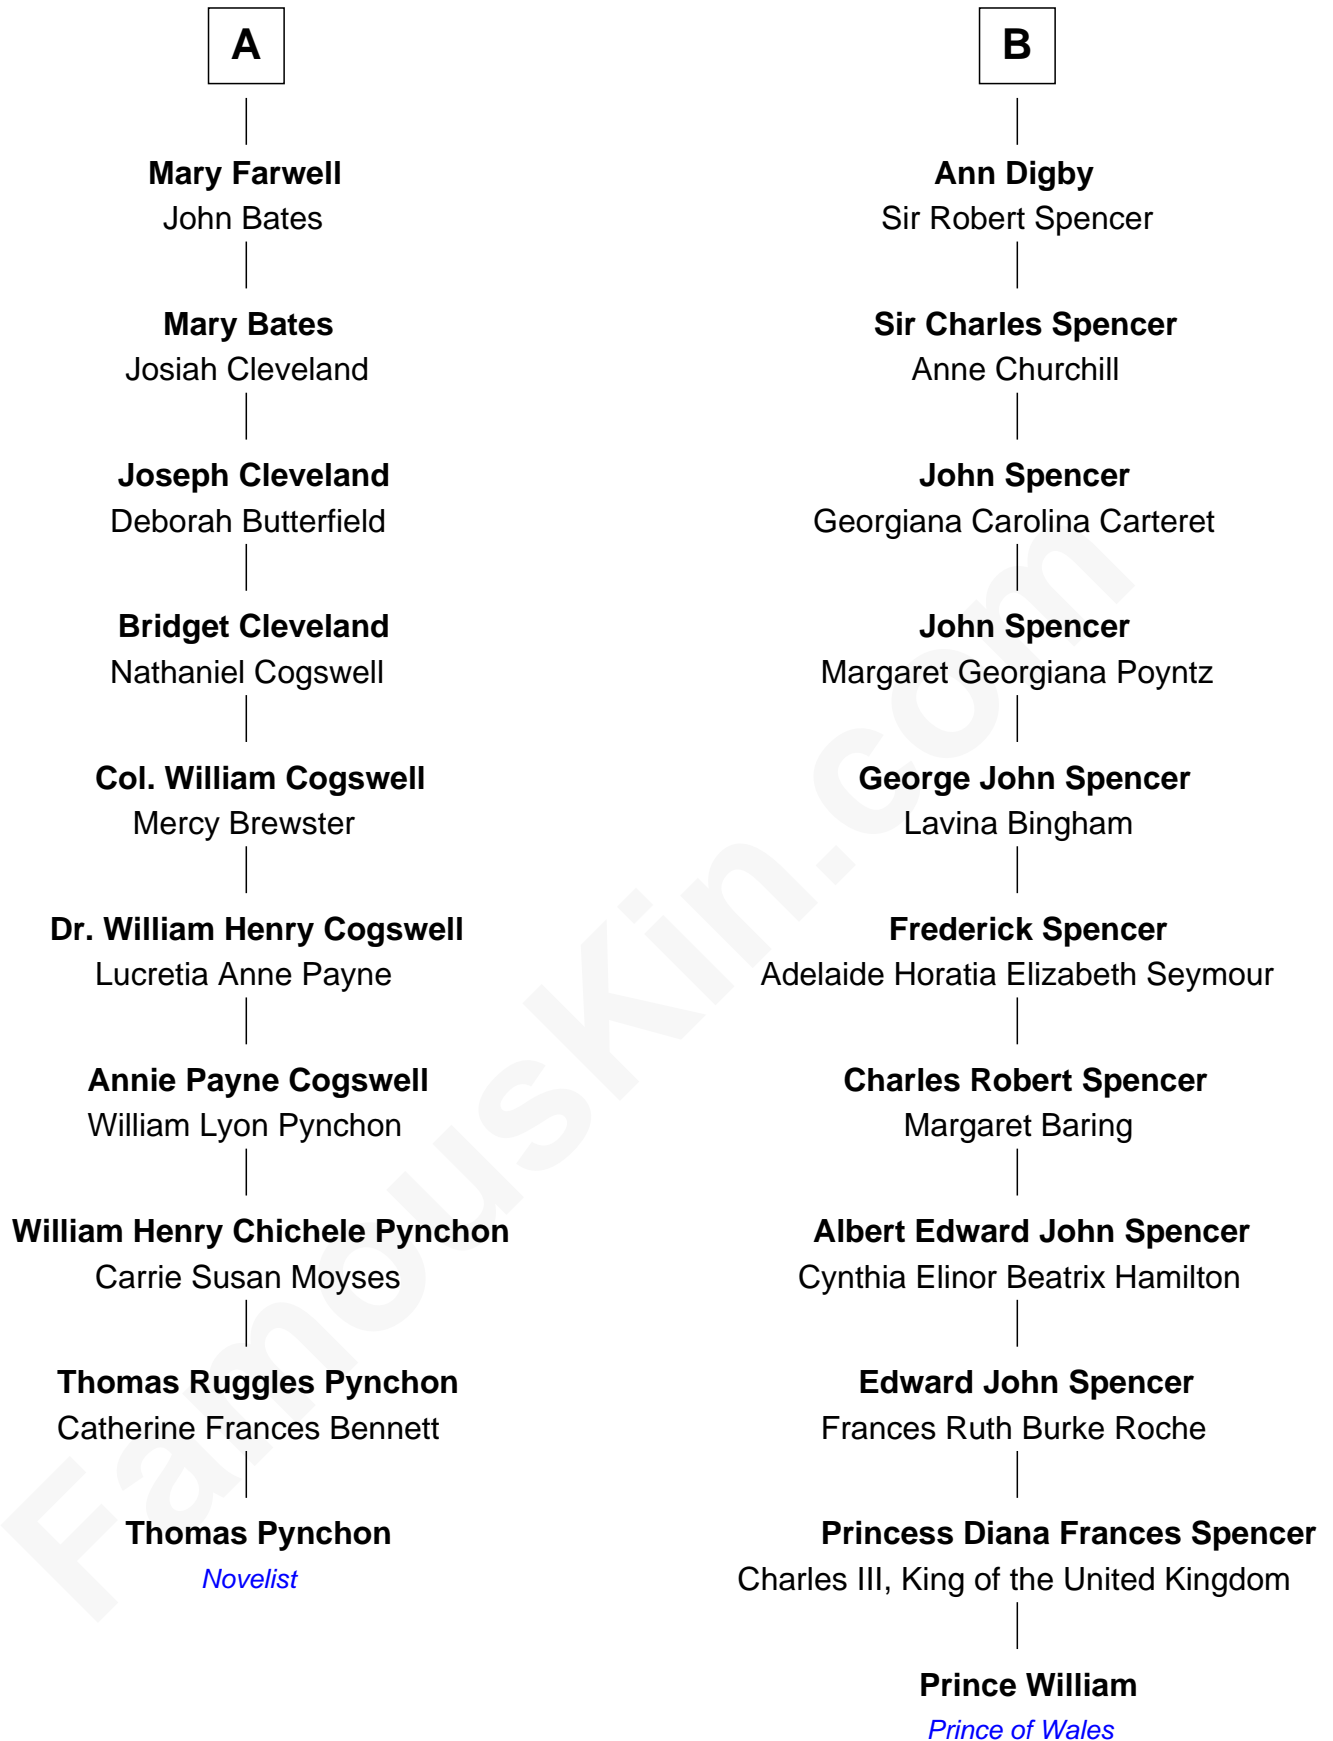 A
Mary Farwell
John Bates
Mary Bates
Josiah Cleveland
Joseph Cleveland
Deborah Butterfield
Bridget Cleveland
Nathaniel Cogswell
Col. William Cogswell
Mercy Brewster
Dr. William Henry Cogswell
Lucretia Anne Payne
Annie Payne Cogswell
William Lyon Pynchon
William Henry Chichele Pynchon
Carrie Susan Moyses
Thomas Ruggles Pynchon
Catherine Frances Bennett
Thomas Pynchon
Novelist
B
Ann Digby
Sir Robert Spencer
Sir Charles Spencer
Anne Churchill
John Spencer
Georgiana Carolina Carteret
John Spencer
Margaret Georgiana Poyntz
George John Spencer
Lavina Bingham
Frederick Spencer
Adelaide Horatia Elizabeth Seymour
Charles Robert Spencer
Margaret Baring
Albert Edward John Spencer
Cynthia Elinor Beatrix Hamilton
Edward John Spencer
Frances Ruth Burke Roche
Princess Diana Frances Spencer
Charles III, King of the United Kingdom
Prince William
Prince of Wales
FamousKin.com